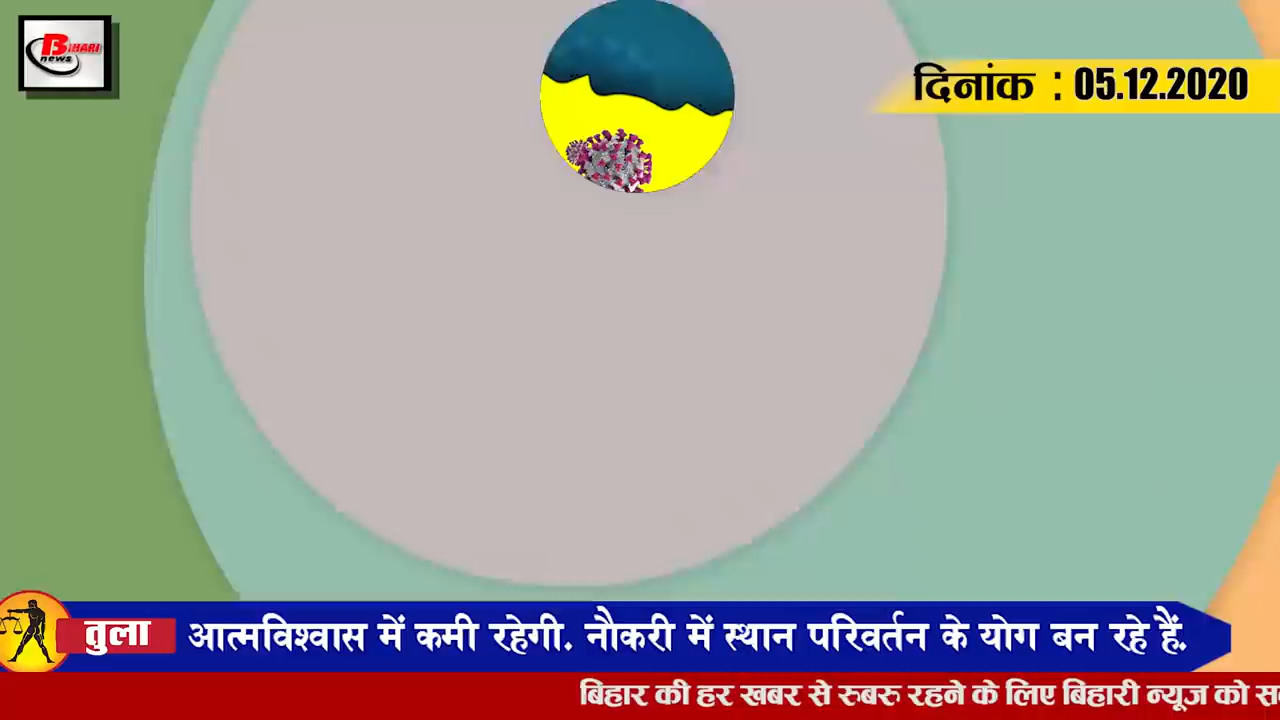 BIHARI
news
दिनांक : 05.12.2020
तुला
आत्मविश्वास में कमी रहेगी. नौकरी में स्थान परिवर्तन के योग बन रहे हैं.
बिहार की हर खबर से रुबरु रहने के लिए बिहारी न्यूज को